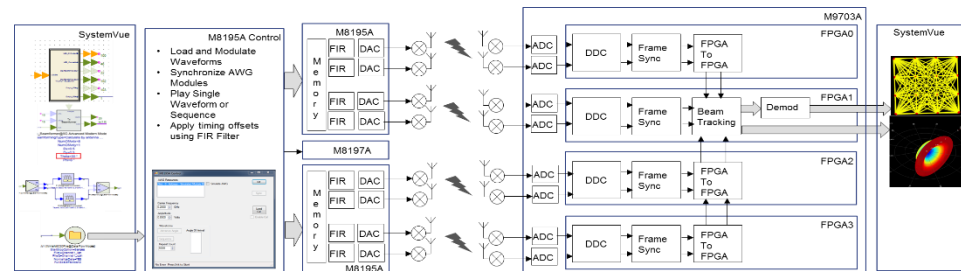 SystemVue
M8195A Control
• Load and Modulate
Waveforms
• Synchronize AWG
Modules
• Play Single
Waveform or
Sequence
• Apply timing offsets
using FIR Filter
M8195A
Memory
FIR DAC
FIR DAC
FIR DAC
FIR DAC
M8197A
Memory
FIR DAC
FIR DAC
FIR DAC
FIR DAC
M8195A
M9703A
FPGA0
ADC
ADC
DDC
Frame
Sync
FPGA
To
FPGA
FPGA1
ADC
ADC
DDC
Frame
Sync
Beam
Tracking
Demod
FPGA2
ADC
ADC
DDC
Frame
Sync
FPGA
To
FPGA
FPGA3
ADC
ADC
DDC
Frame
Sync
FPGA
To
FPGA
SystemVue